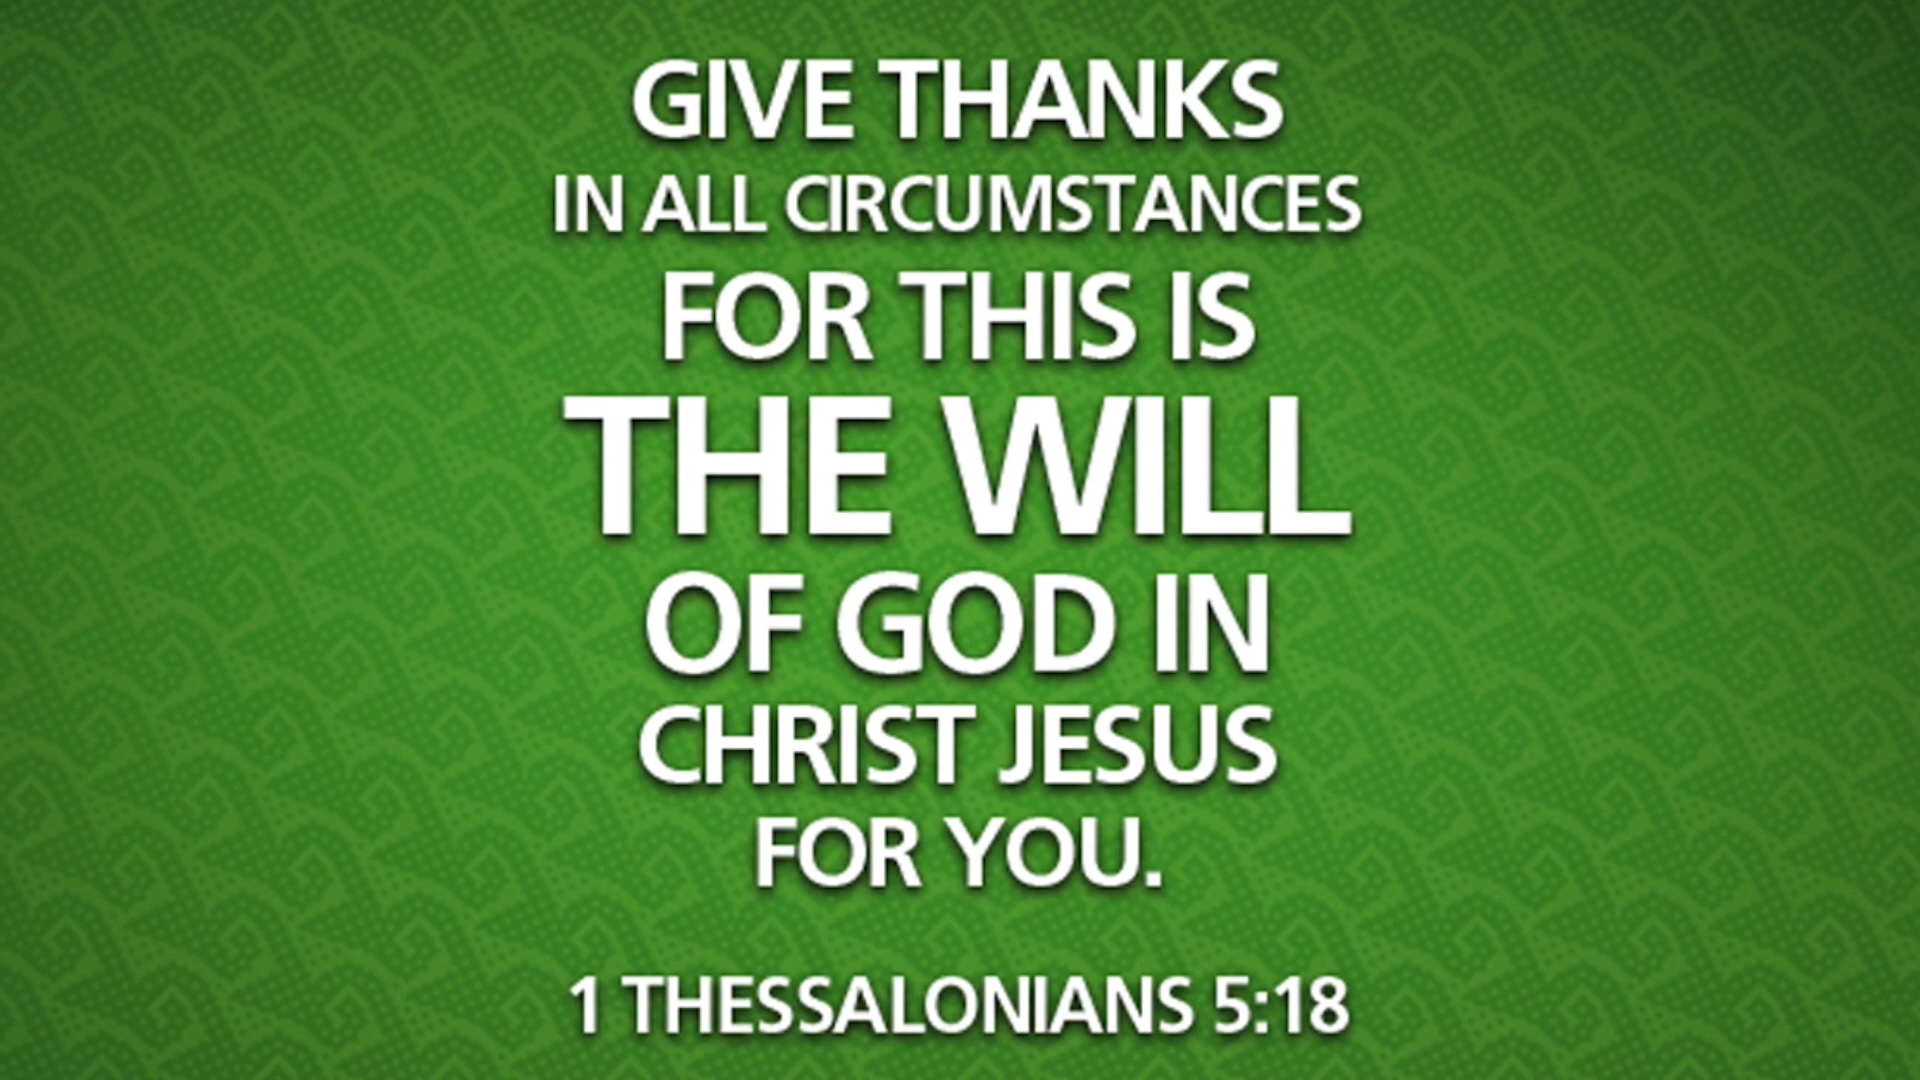 GIVE THANKS
IN ALL CIRCUMSTANCES
FOR THIS IS
THE WILL
OF GOD IN
CHRIST JESUS
FOR YOU.
1 THESSALONIANS 5:18